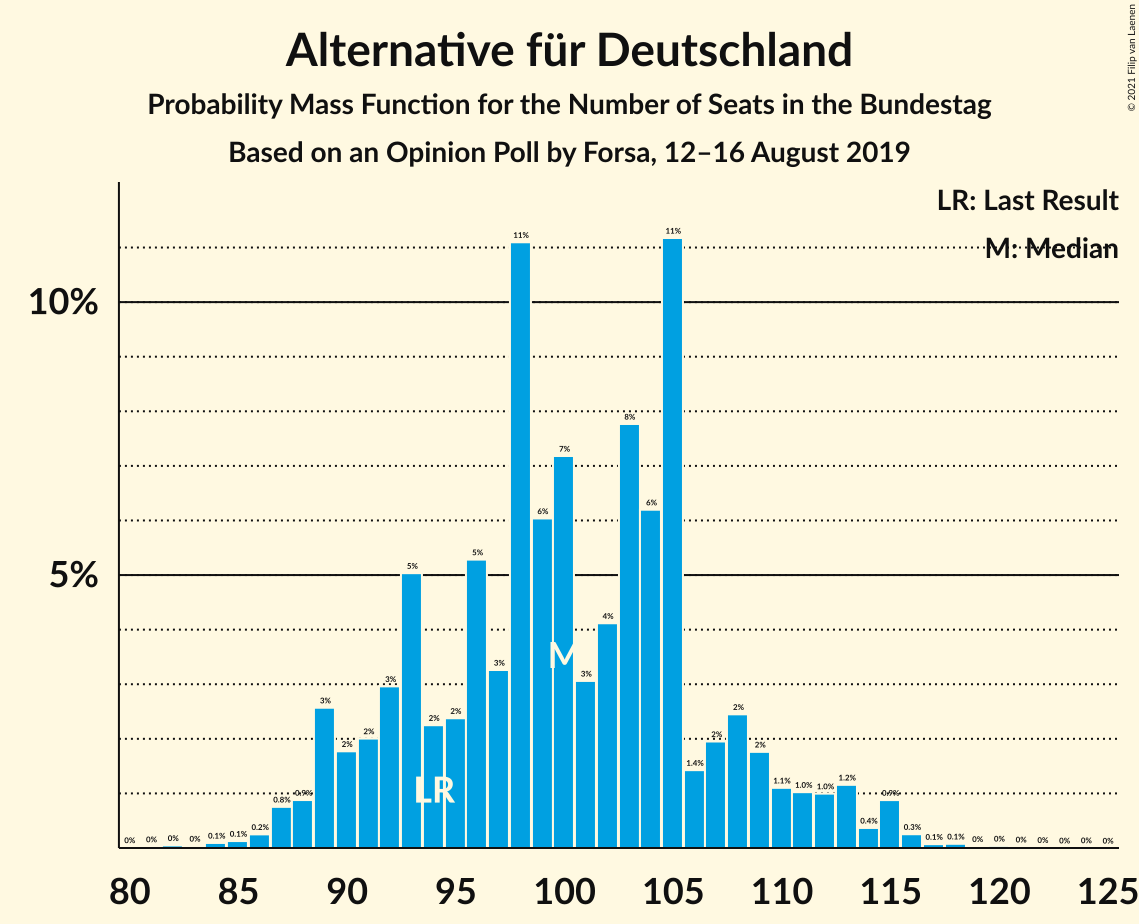 Alternative für Deutschland
Probability Mass Function for the Number of Seats in the Bundestag
Based on an Opinion Poll by Forsa, 12–16 August 2019
© 2021 Filip van Laenen
LR: Last Result
M: Median
10%
5%
0% 0% 0% 0% 0.1% 0.1% 0.2% 0.8% 0.9% 3% 2% 2% 3% 5% 2% 2% 5% 3% 11% 6% 7% 3% 4% 8% 6% 11% 1.4% 2% 2% 2% 1.1% 1.0% 1.0% 1.2% 0.4% 0.9% 0.3% 0.1% 0.1% 0% 0% 0% 0% 0% 0% 0%
M
LR
80 85 90 95 100 105 110 115 120 125